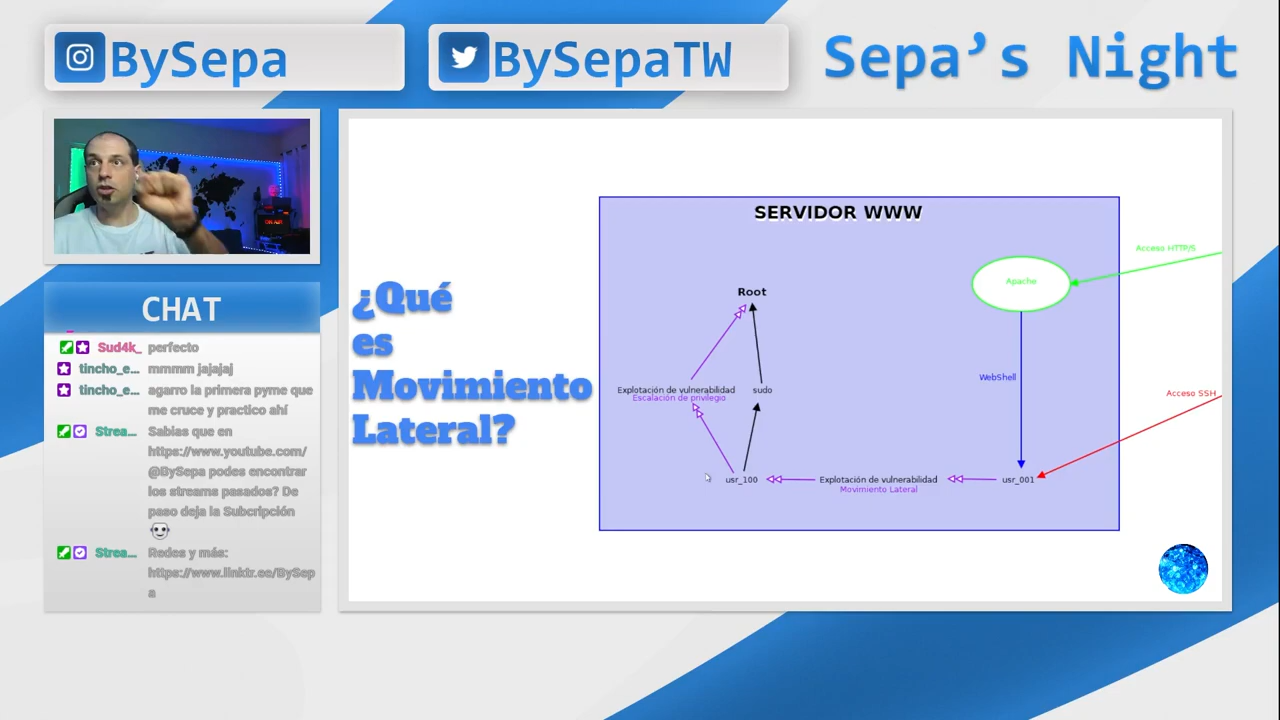 BySepa
BySepaTW
Sepa's Night
CHAT
Sud4k_ perfecto
tincho_e... mmmm jajajaj
tincho_e... agarro la primera pyme que
me cruce y practico ahí
Strea... Sabias que en
https://www.youtube.com/
@BySepa podes encontrar
los streams pasados? De
paso deja la Subcripción
Strea... Redes y más:
https://www.linktr.ee/BySep
a
¿Qué
es
Movimiento
Lateral?
SERVIDOR WWW
Acceso HTTP/S
Apache
Root
WebShell
Explotación de vulnerabilidad
Escalación de privilegio
sudo
Acceso SSH
usr_100
Explotación de vulnerabilidad
Movimiento Lateral
usr_001